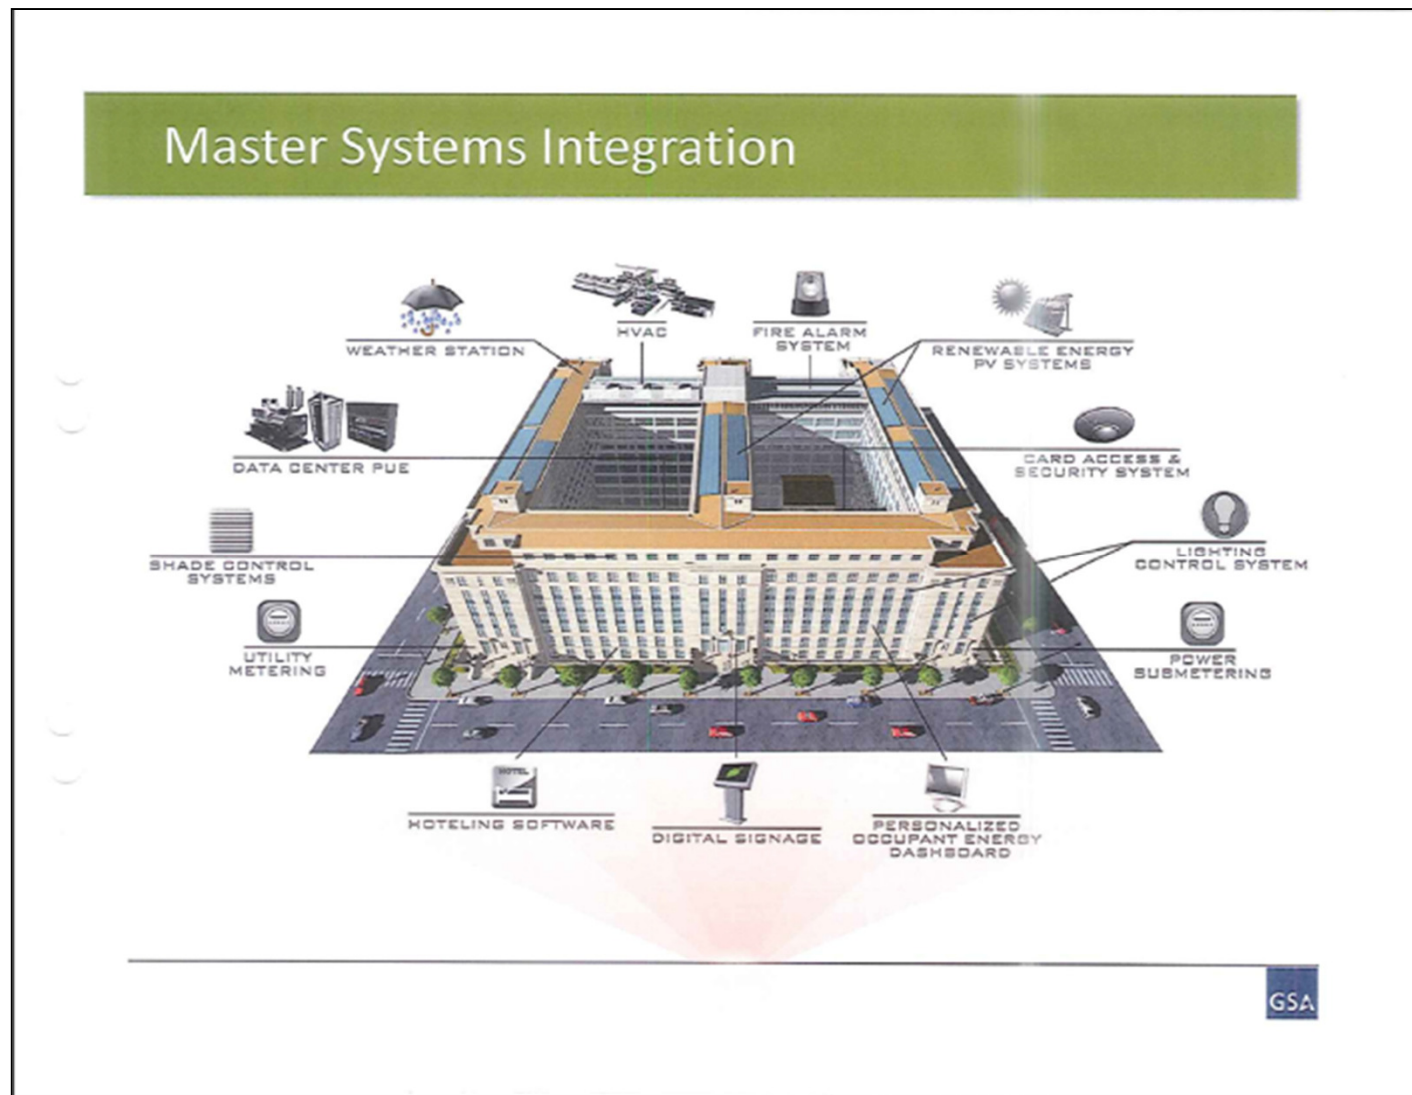 Master Systems Integration
HVAC
FIRE ALARM
SYSTEM
WEATHER STATION
RENEWABLE ENERGY
PV SYSTEMS
DATA CENTER PUE
CARD ACCESS &
SECURITY SYSTEM
SHADE CONTROL
SYSTEMS
LIGHTING
CONTROL SYSTEM
UTILITY
METERING
POWER
SUBMETERING
HOTEL
HOTELING SOFTWARE
DIGITAL SIGNAGE
PERSONALIZED
OCCUPANT ENERGY
DASHBOARD
GSA